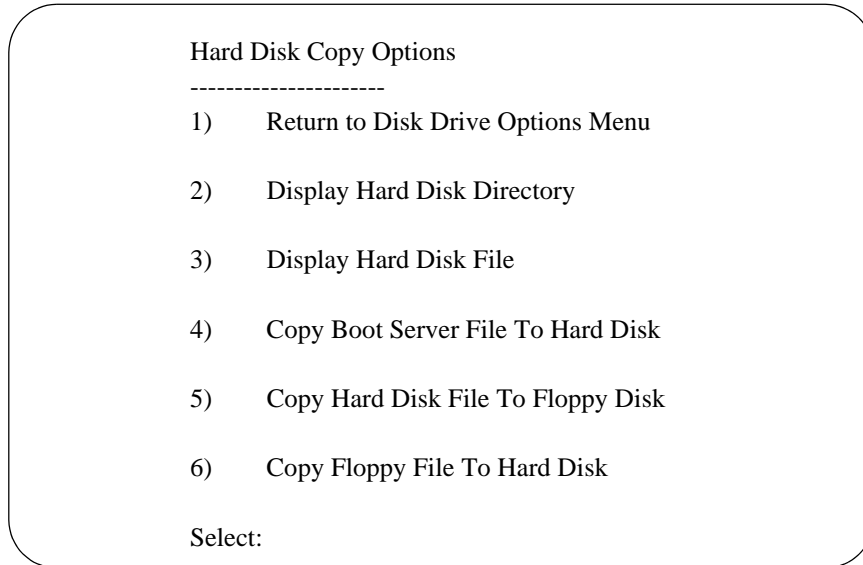 Hard Disk Copy Options
----------------------
1) Return to Disk Drive Options Menu
2) Display Hard Disk Directory
3) Display Hard Disk File
4) Copy Boot Server File To Hard Disk
5) Copy Hard Disk File To Floppy Disk
6) Copy Floppy File To Hard Disk
Select: